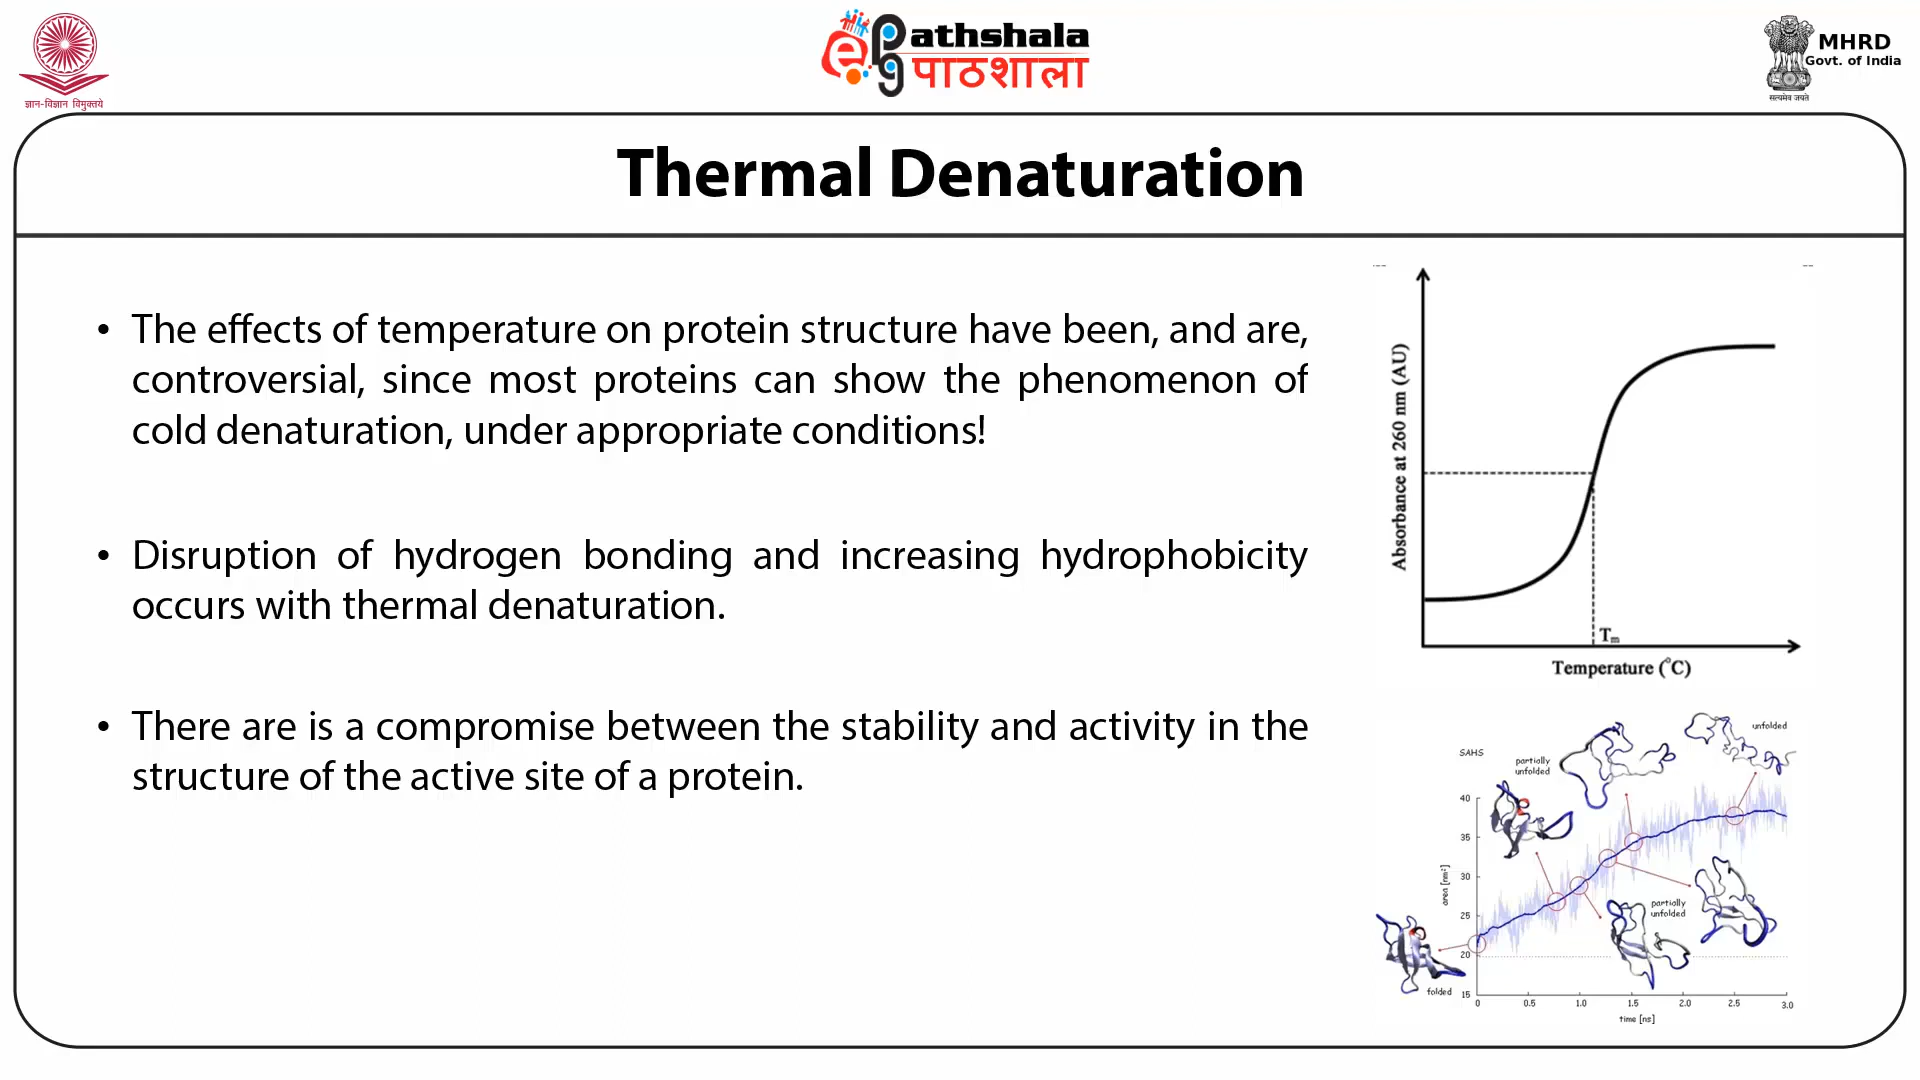 ज्ञान-विज्ञान विमुक्तये
ePathshala
पाठशाला
MHRD
Govt. of India
सत्यमेव जयते
Thermal Denaturation
• The effects of temperature on protein structure have been, and are,
controversial, since most proteins can show the phenomenon of
cold denaturation, under appropriate conditions!
• Disruption of hydrogen bonding and increasing hydrophobicity
occurs with thermal denaturation.
• There are is a compromise between the stability and activity in the
structure of the active site of a protein.
Absorbance at 260 nm (AU)
Tm
Temperature (°C)
SAHS
partially
unfolded
unfolded
40
35
30
25
20
15
area [nm²]
partially
unfolded
folded
0 0.5 1.0 1.5 2.0 2.5 3.0
time [ns]